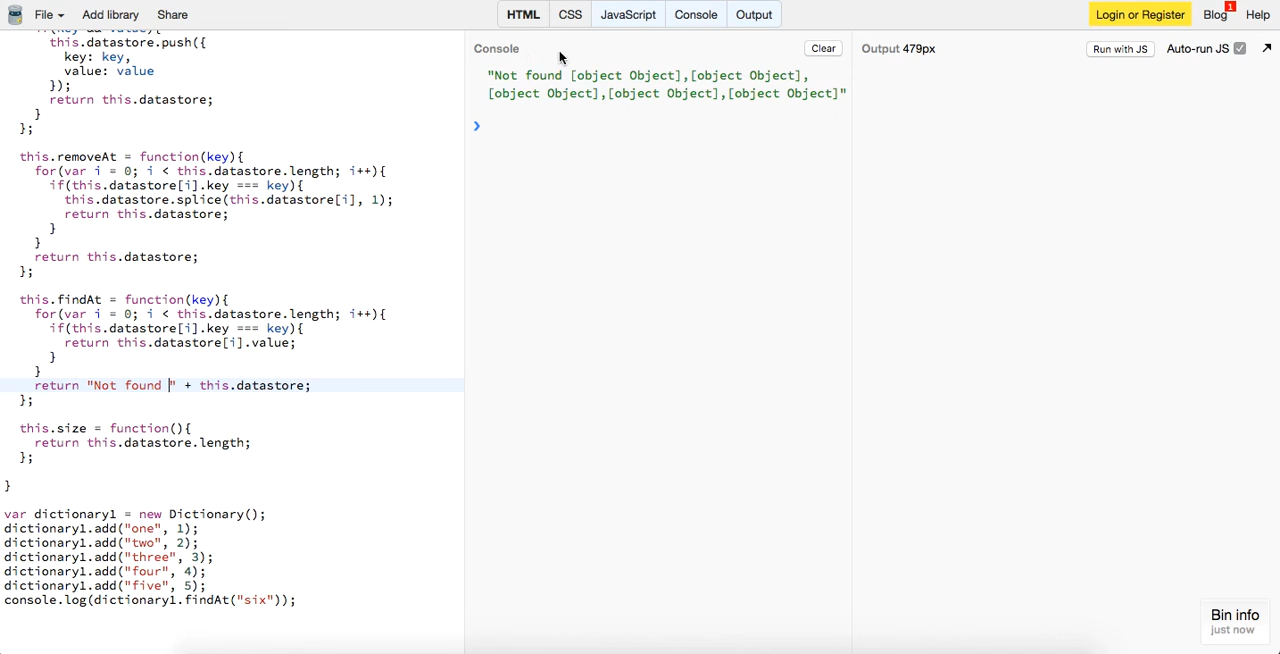 File Add library Share HTML CSS JavaScript Console Output Login or Register Blog 1 Help
this.datastore.push({
key: key,
value: value
});
return this.datastore;
}
};
this.removeAt = function(key){
for(var i = 0; i < this.datastore.length; i++){
if(this.datastore[i].key === key){
this.datastore.splice(this.datastore[i], 1);
return this.datastore;
}
}
return this.datastore;
};
this.findAt = function(key){
for(var i = 0; i < this.datastore.length; i++){
if(this.datastore[i].key === key){
return this.datastore[i].value;
}
}
return "Not found " + this.datastore;
};
this.size = function(){
return this.datastore.length;
};
}
var dictionary1 = new Dictionary();
dictionary1.add("one", 1);
dictionary1.add("two", 2);
dictionary1.add("three", 3);
dictionary1.add("four", 4);
dictionary1.add("five", 5);
console.log(dictionary1.findAt("six"));
Console Clear
"Not found [object Object],[object Object],
[object Object],[object Object],[object Object]"
Output 479px Run with JS Auto-run JS
Bin info
just now